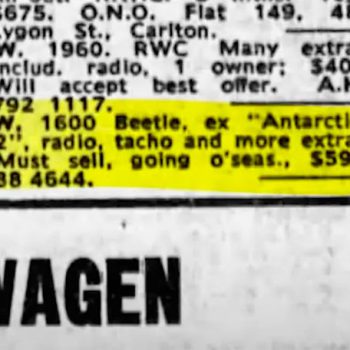 $675. O.N.O. Flat 149,
Lygon St., Carlton.
W. 1960. RWC Many extra
includ. radio, 1 owner; $40
Will accept best offer. A.H
792 1117.
W. 1600 Beetle, ex "Antarcti
2", radio, tacho and more extra
Must sell, going o'seas., $59
38 4644.
WAGEN